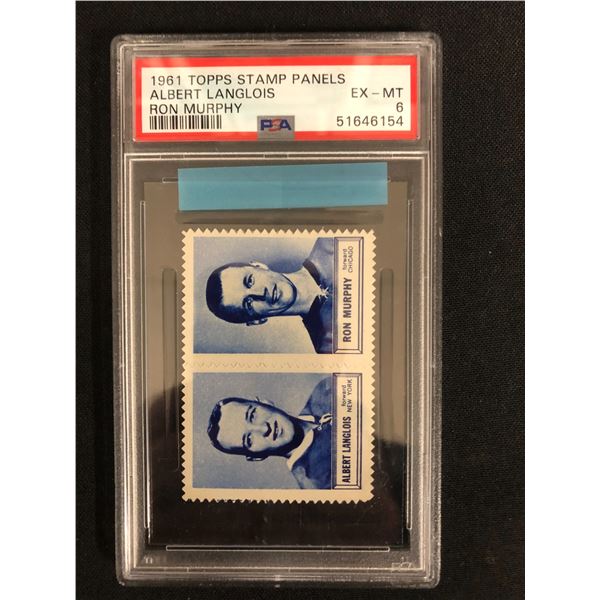 1961 TOPPS STAMP PANELS
ALBERT LANGLOIS EX - MT
RON MURPHY 6
PSA 51646154
RON MURPHY forward CHICAGO
ALBERT LANGLOIS forward NEW YORK